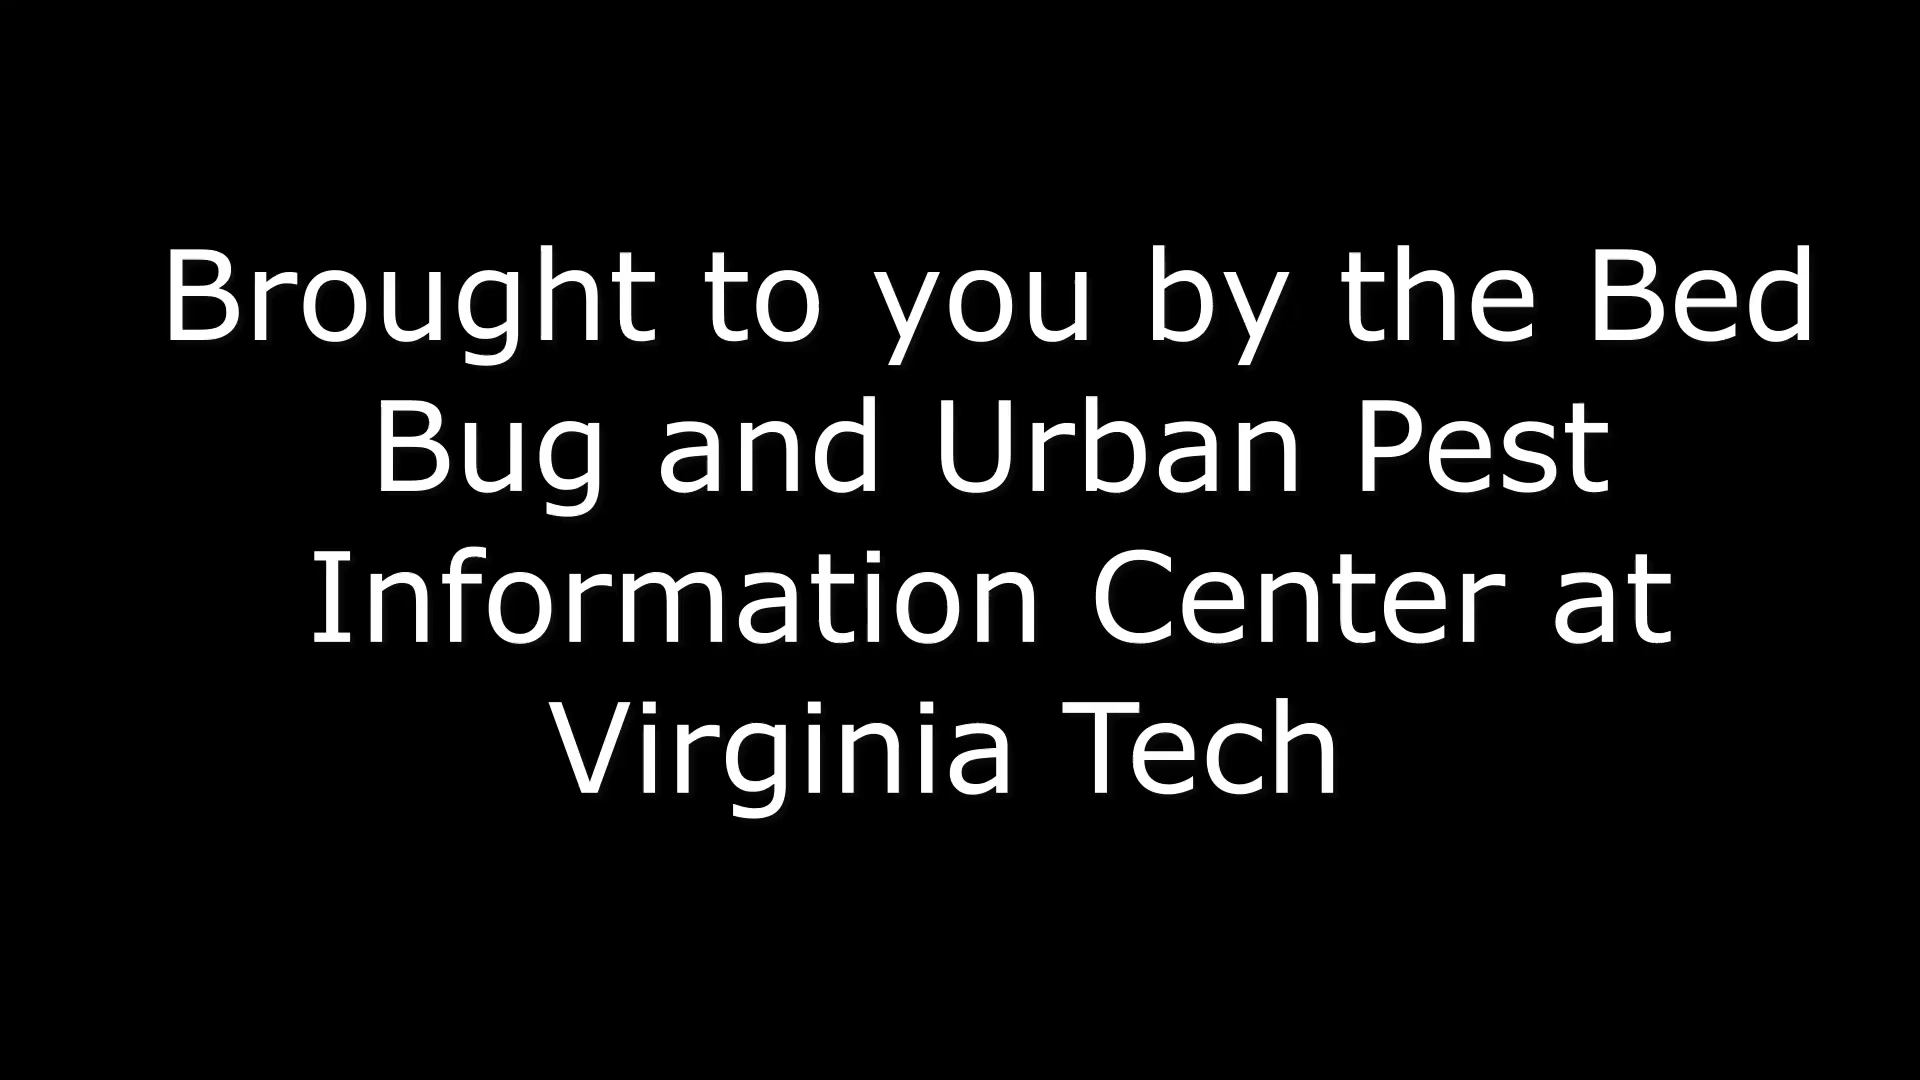 Brought to you by the Bed
Bug and Urban Pest
Information Center at
Virginia Tech